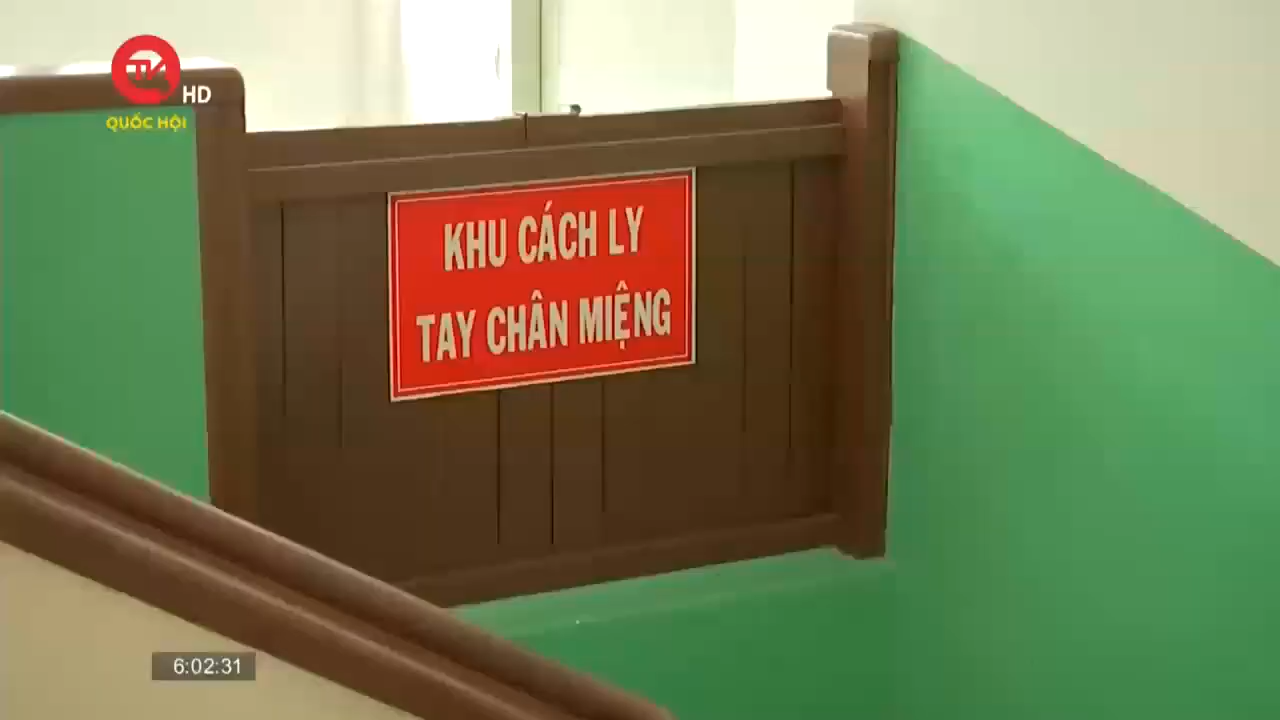 HD
QUỐC HỘI
KHU CÁCH LY
TAY CHÂN MIỆNG
6:02:31